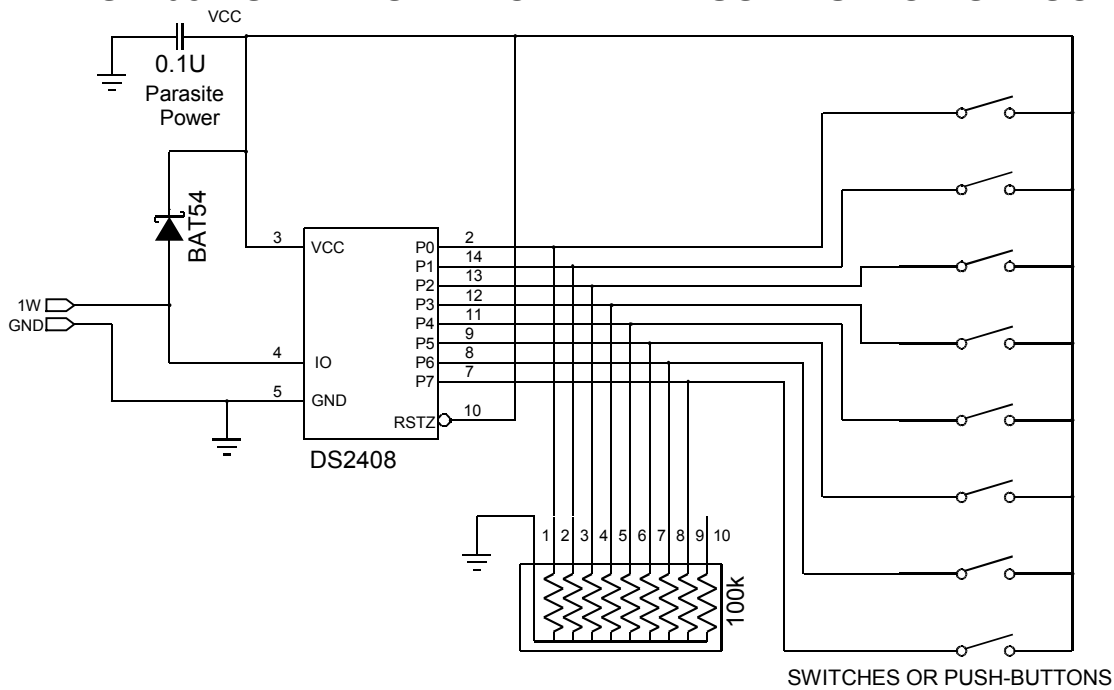 VCC
0.1U
Parasite
Power
BAT54
3
VCC
P0
2
P1
14
P2
13
1W
P3
12
GND
P4
11
P5
9
4
IO
P6
8
P7
7
5
GND
RSTZ
10
DS2408
1 2 3 4 5 6 7 8 9 10
100k
SWITCHES OR PUSH-BUTTONS